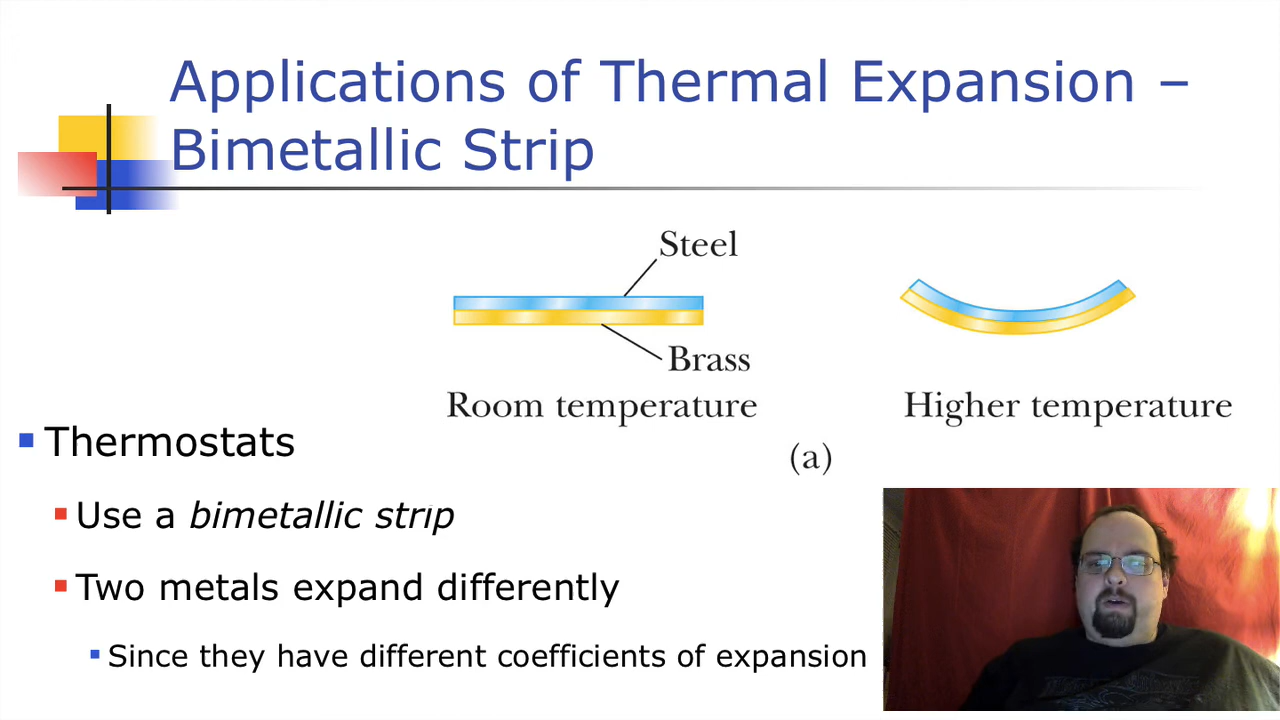 Applications of Thermal Expansion –
Bimetallic Strip
Steel
Brass
Room temperature
Higher temperature
(a)
Thermostats
Use a bimetallic strip
Two metals expand differently
Since they have different coefficients of expansion